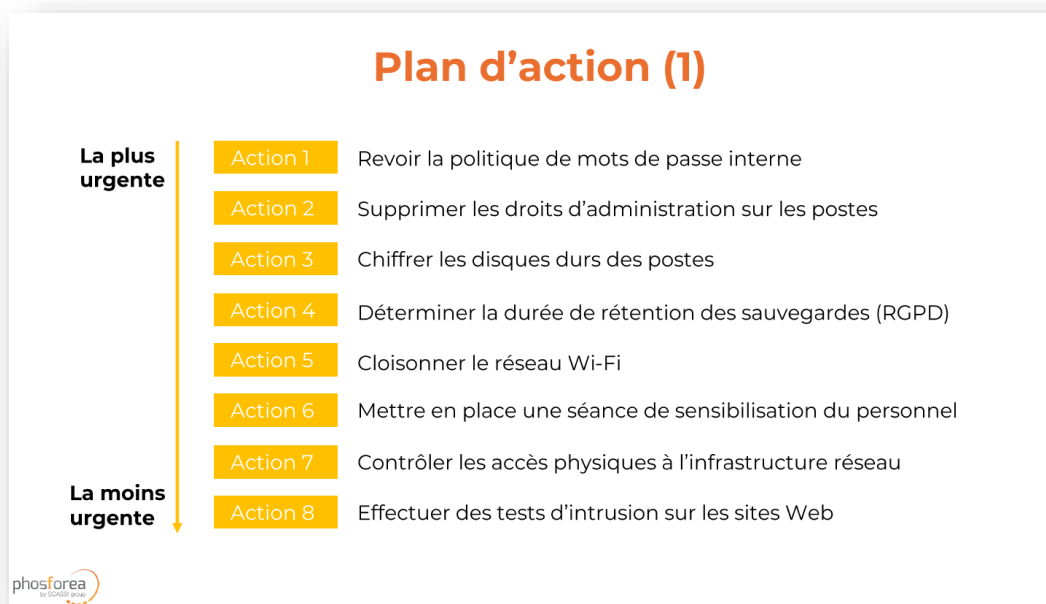 Plan d’action (1)
La plus
urgente
Action 1 Revoir la politique de mots de passe interne
Action 2 Supprimer les droits d’administration sur les postes
Action 3 Chiffrer les disques durs des postes
Action 4 Déterminer la durée de rétention des sauvegardes (RGPD)
Action 5 Cloisonner le réseau Wi-Fi
Action 6 Mettre en place une séance de sensibilisation du personnel
Action 7 Contrôler les accès physiques à l’infrastructure réseau
La moins
urgente
Action 8 Effectuer des tests d’intrusion sur les sites Web
phosforea
by SCASSI group